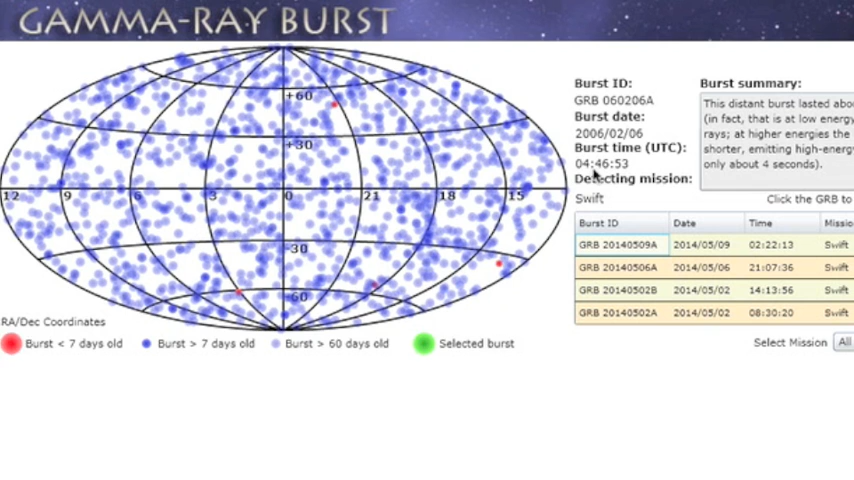 GAMMA-RAY BURST
+60
+30
12 9 6 3 0 21 18 15
-30
60
RA/Dec Coordinates
Burst < 7 days old
Burst > 7 days old
Burst > 60 days old
Selected burst
Burst ID:
GRB 060206A
Burst date:
2006/02/06
Burst time (UTC):
04:46:53
Detecting mission:
Swift
Burst summary:
This distant burst lasted
(in fact, that is at low energy
rays; at higher energies the
shorter, emitting
only about 4 seconds).
Click the GRB to
Burst ID Date Time
GRB 20140509A 2014/05/09 02:22:13 Swift
GRB 20140506A 2014/05/06 21:07:36 Swift
GRB 20140502B 2014/05/02 14:13:56 Swift
GRB 20140502A 2014/05/02 08:30:20 Swift
Select Mission All